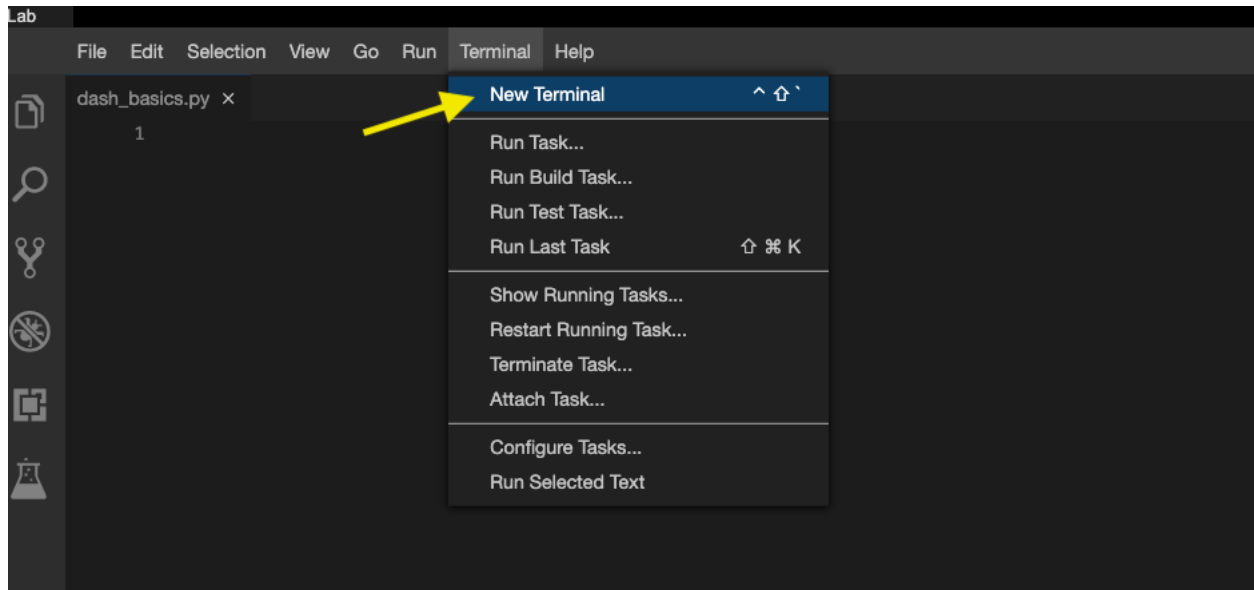 Lab
File Edit Selection View Go Run Terminal Help
dash_basics.py ×
1
New Terminal ^ ⇧ `
Run Task...
Run Build Task...
Run Test Task...
Run Last Task ⇧ ⌘ K
Show Running Tasks...
Restart Running Task...
Terminate Task...
Attach Task...
Configure Tasks...
Run Selected Text